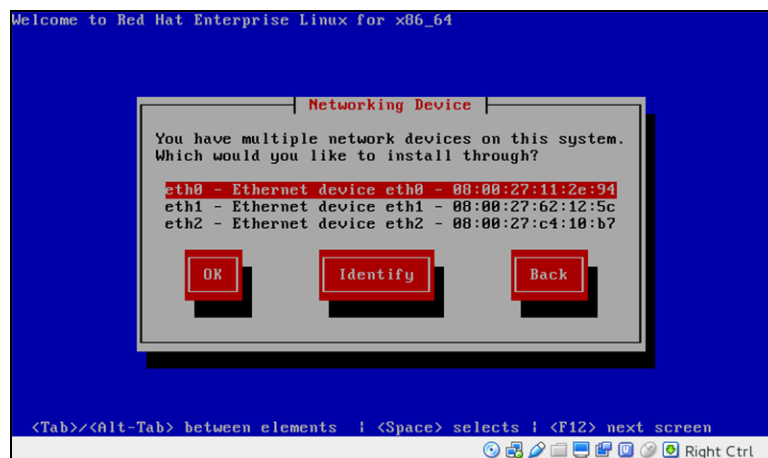 Welcome to Red Hat Enterprise Linux for x86_64
Networking Device
You have multiple network devices on this system.
Which would you like to install through?
eth0 - Ethernet device eth0 - 08:00:27:11:2e:94
eth1 - Ethernet device eth1 - 08:00:27:62:12:5c
eth2 - Ethernet device eth2 - 08:00:27:c4:10:b7
OK Identify Back
<Tab>/<Alt-Tab> between elements | <Space> selects | <F12> next screen
Right Ctrl